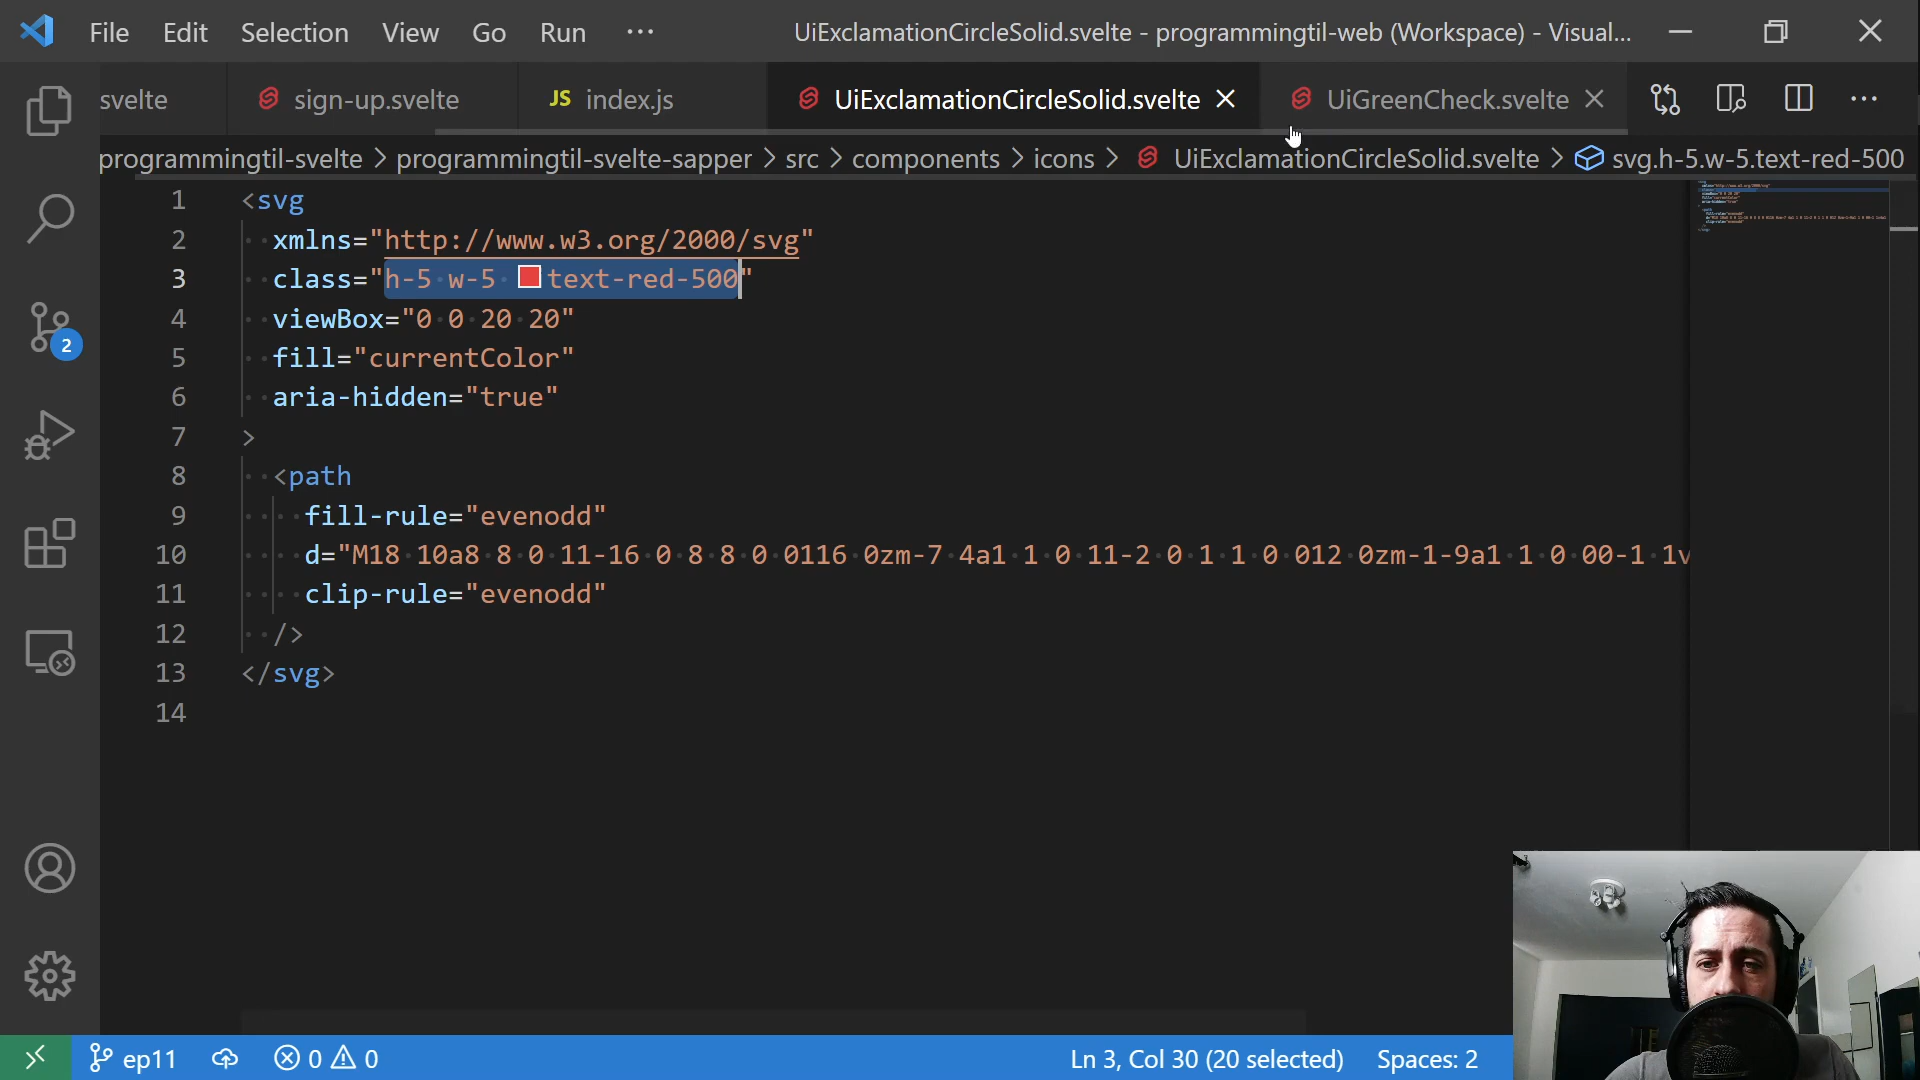 File Edit Selection View Go Run ··· UiExclamationCircleSolid.svelte - programmingtil-web (Workspace) - Visual...
svelte sign-up.svelte JS index.js UiExclamationCircleSolid.svelte UiGreenCheck.svelte
programmingtil-svelte > programmingtil-svelte-sapper > src > components > icons > UiExclamationCircleSolid.svelte > svg.h-5.w-5.text-red-500
1 <svg
2 xmlns="http://www.w3.org/2000/svg"
3 class="h-5 w-5 text-red-500"
4 viewBox="0 0 20 20"
5 fill="currentColor"
6 aria-hidden="true"
7 >
8 <path
9 fill-rule="evenodd"
10 d="M18 10a8 8 0 11-16 0 8 8 0 0116 0zm-7 4a1 1 0 11-2 0 1 1 0 012 0zm-1-9a1 1 0 00-1 1v
11 clip-rule="evenodd"
12 />
13 </svg>
14
2
ep11 0 0 Ln 3, Col 30 (20 selected) Spaces: 2